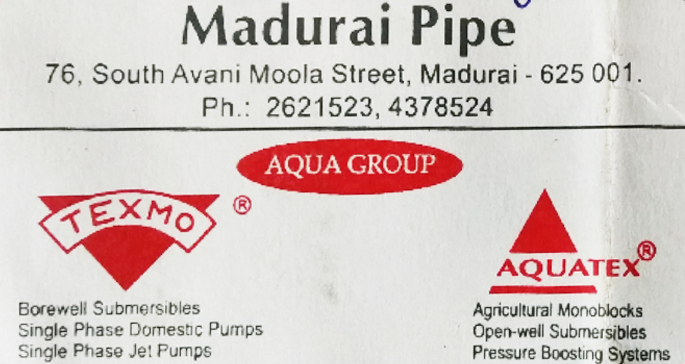 Madurai Pipe
76, South Avani Moola Street, Madurai - 625 001.
Ph.: 2621523, 4378524
AQUA GROUP
TEXMO ®
Borewell Submersibles
Single Phase Domestic Pumps
Single Phase Jet Pumps
AQUATEX ®
Agricultural Monoblocks
Open-well Submersibles
Pressure Boosting Systems